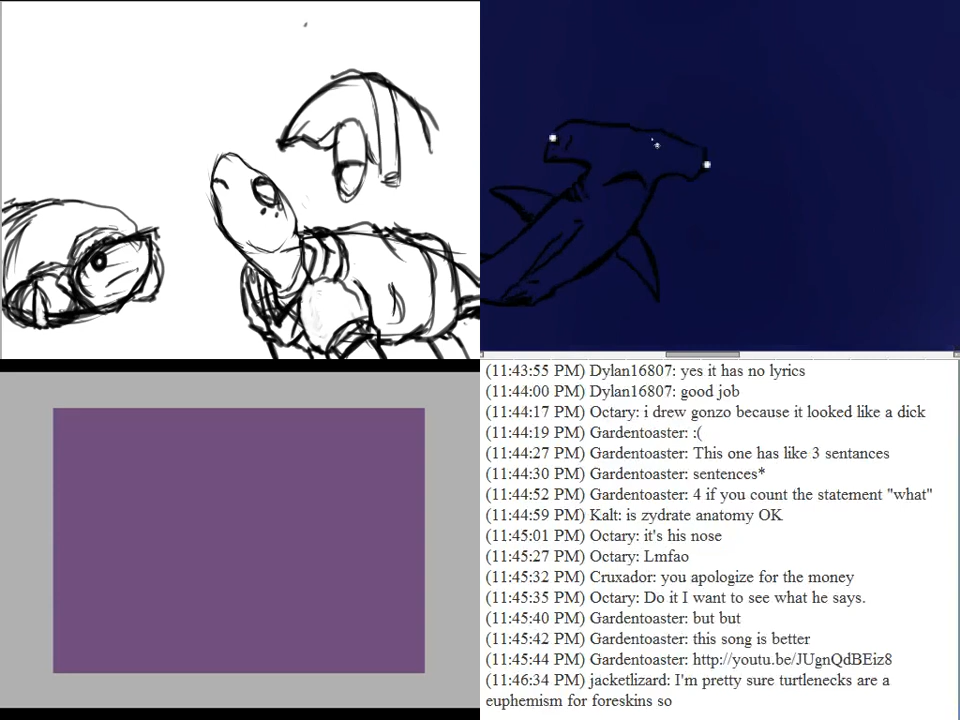 (11:43:55 PM) Dylan16807: yes it has no lyrics
(11:44:00 PM) Dylan16807: good job
(11:44:17 PM) Octary: i drew gonzo because it looked like a dick
(11:44:19 PM) Gardentoaster: :(
(11:44:27 PM) Gardentoaster: This one has like 3 sentances
(11:44:30 PM) Gardentoaster: sentences*
(11:44:52 PM) Gardentoaster: 4 if you count the statement "what"
(11:44:59 PM) Kalt: is zydrate anatomy OK
(11:45:01 PM) Octary: it's his nose
(11:45:27 PM) Octary: Lmfao
(11:45:32 PM) Cruxador: you apologize for the money
(11:45:35 PM) Octary: Do it I want to see what he says.
(11:45:40 PM) Gardentoaster: but but
(11:45:42 PM) Gardentoaster: this song is better
(11:45:44 PM) Gardentoaster: http://youtu.be/JUgnQdBEiz8
(11:46:34 PM) jacketlizard: I'm pretty sure turtlenecks are a
euphemism for foreskins so